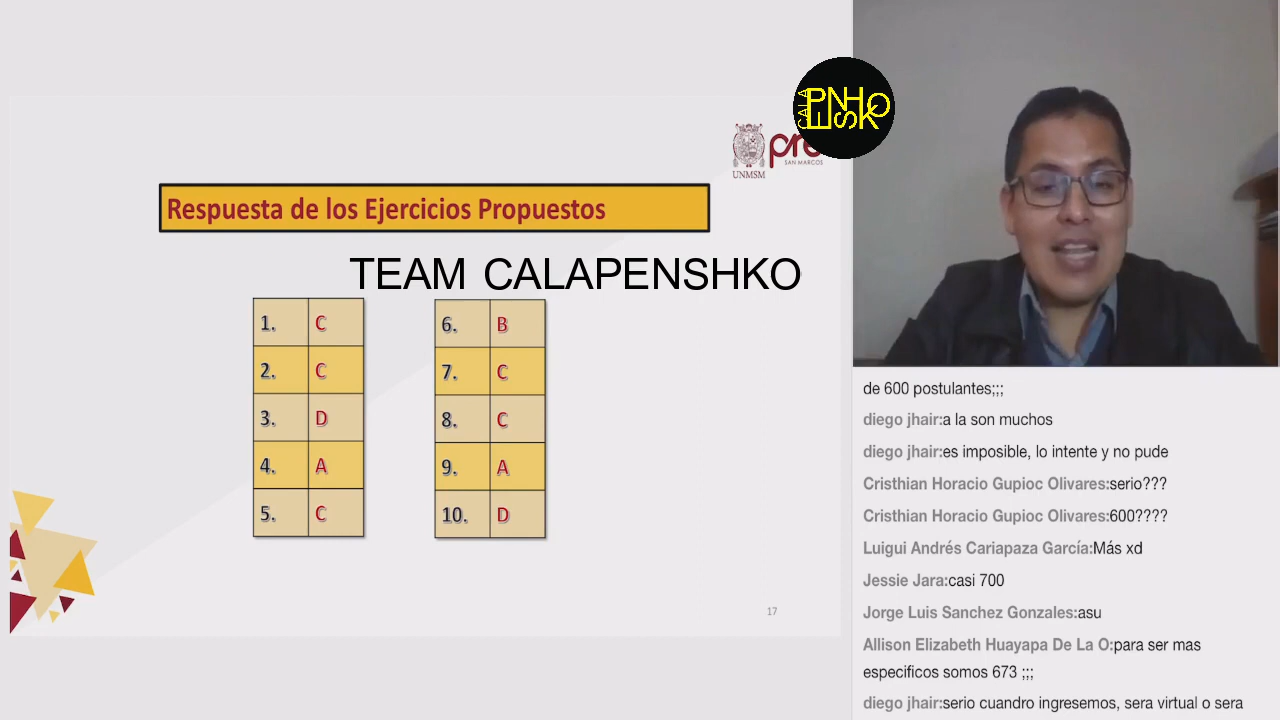 CALA
PENHO
ESK
pre
SAN MARCOS
UNMSM
Respuesta de los Ejercicios Propuestos
TEAM CALAPENSHKO
1. C
2. C
3. D
4. A
5. C
6. B
7. C
8. C
9. A
10. D
17
de 600 postulantes;;;
diego jhair:a la son muchos
diego jhair:es imposible, lo intente y no pude
Cristhian Horacio Gupioc Olivares:serio???
Cristhian Horacio Gupioc Olivares:600????
Luigui Andrés Cariapaza García:Más xd
Jessie Jara:casi 700
Jorge Luis Sanchez Gonzales:asu
Allison Elizabeth Huayapa De La O:para ser mas
especificos somos 673 ;;;
diego jhair:serio cuandro ingresemos, sera virtual o sera